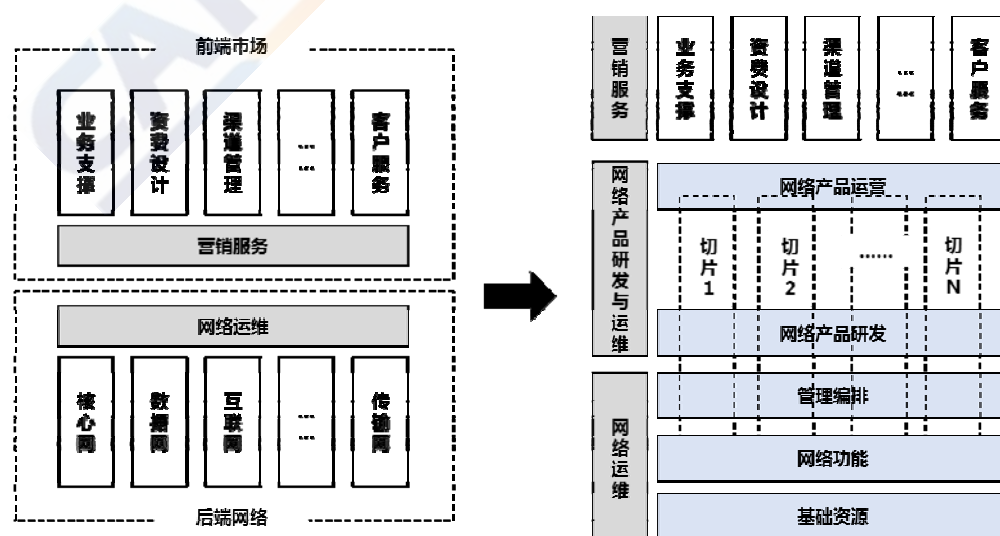 前端市场
业务支撑
资费设计
渠道管理
... ...
客户服务
营销服务
网络运维
核心网
数据网
互联网
... ...
传输网
后端网络
营销服务
业务支撑
资费设计
渠道管理
... ...
客户服务
网络产品研发与运维
网络产品运营
切片1
切片2
......
切片N
网络产品研发
网络运维
管理编排
网络功能
基础资源